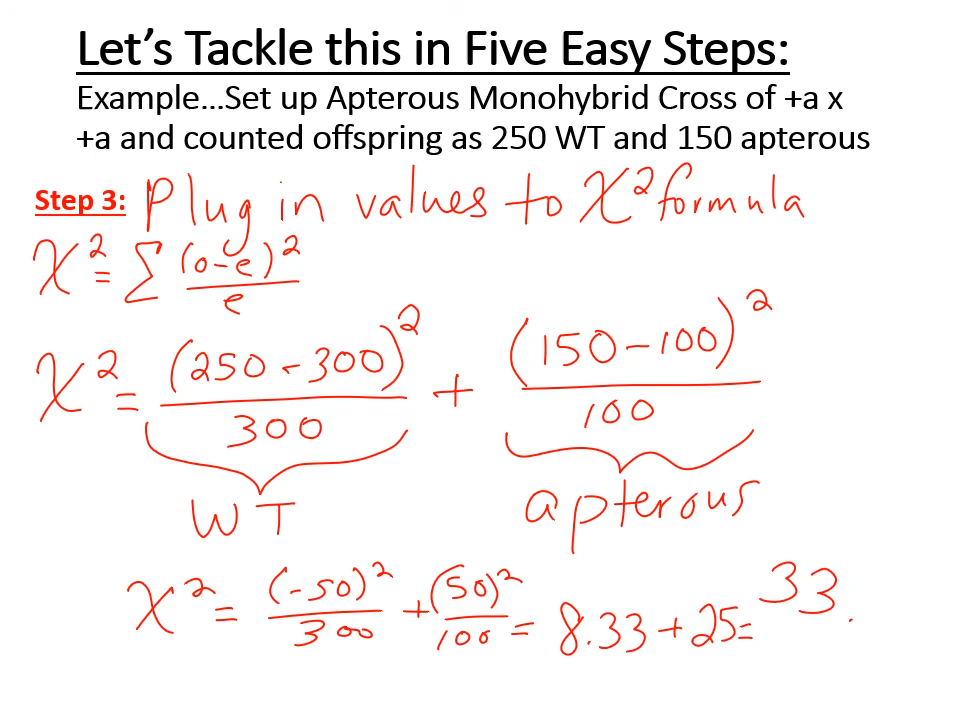 Let's Tackle this in Five Easy Steps:
Example...Set up Apterous Monohybrid Cross of +a x
+a and counted offspring as 250 WT and 150 apterous
Step 3: Plug in values to χ² formula
χ² = Σ (o-e)²/e
χ² = (250-300)²/300 + (150-100)²/100
WT apterous
χ² = (-50)²/300 + (50)²/100 = 8.33 + 25 = 33.